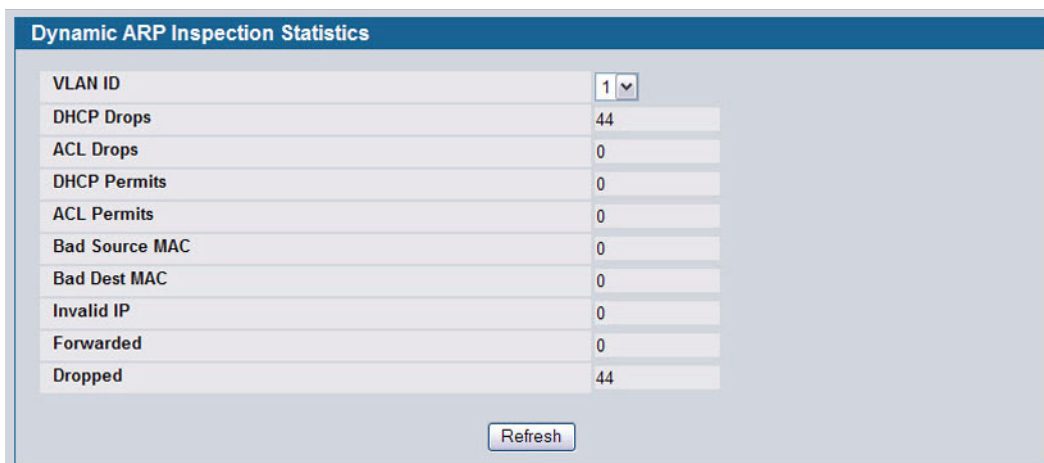 Dynamic ARP Inspection Statistics
VLAN ID 1
DHCP Drops 44
ACL Drops 0
DHCP Permits 0
ACL Permits 0
Bad Source MAC 0
Bad Dest MAC 0
Invalid IP 0
Forwarded 0
Dropped 44
Refresh